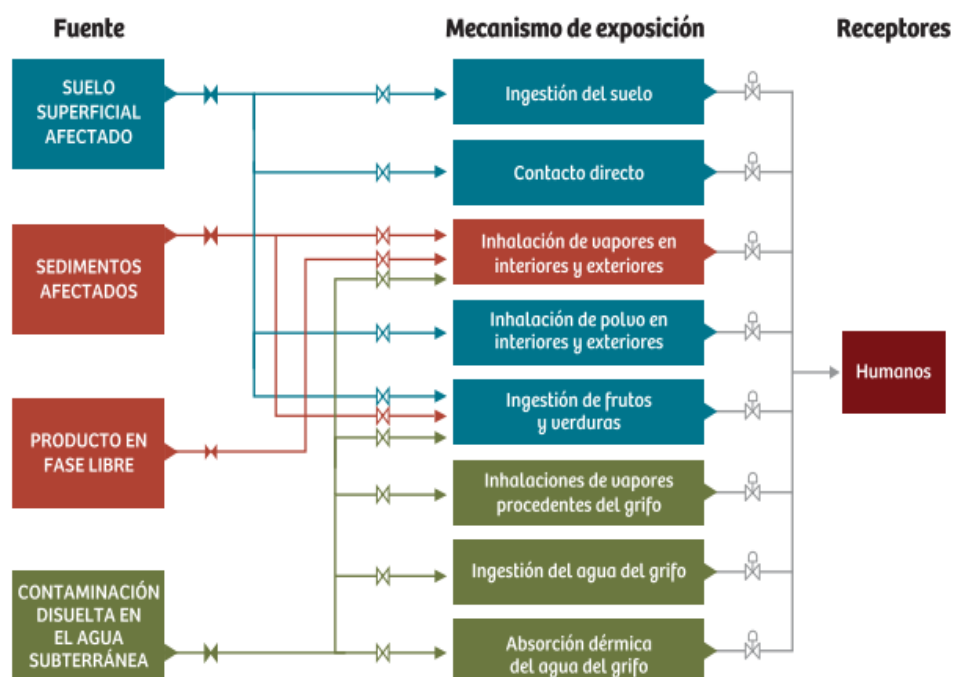 Fuente
Mecanismo de exposición
Receptores
SUELO
SUPERFICIAL
AFECTADO
SEDIMENTOS
AFECTADOS
PRODUCTO EN
FASE LIBRE
CONTAMINACIÓN
DISUELTA EN
EL AGUA
SUBTERRÁNEA
Ingestión del suelo
Contacto directo
Inhalación de vapores en
interiores y exteriores
Inhalación de polvo en
interiores y exteriores
Ingestión de frutos
y verduras
Inhalaciones de vapores
procedentes del grifo
Ingestión del agua del grifo
Absorción dérmica
del agua del grifo
Humanos